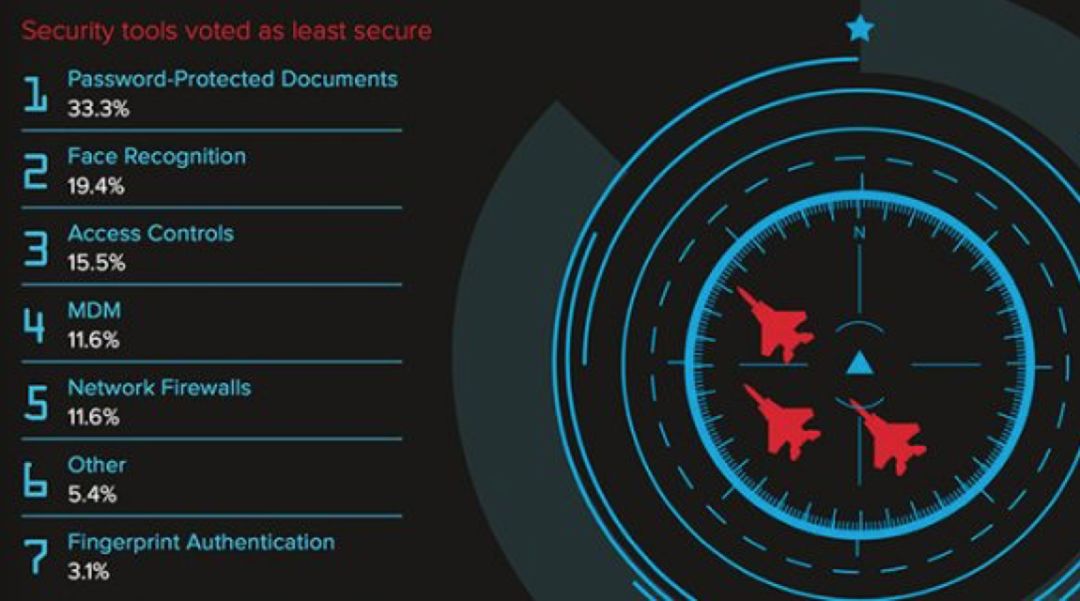 Security tools voted as least secure
1 Password-Protected Documents
33.3%
2 Face Recognition
19.4%
3 Access Controls
15.5%
4 MDM
11.6%
5 Network Firewalls
11.6%
6 Other
5.4%
7 Fingerprint Authentication
3.1%
N